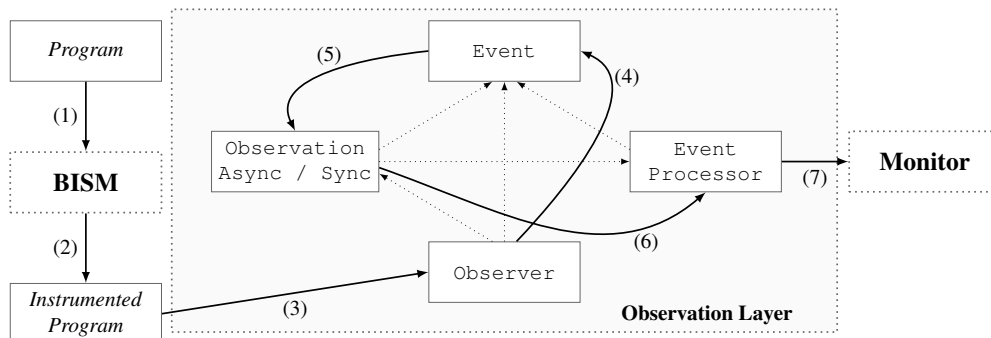 Program
(1)
BISM
(2)
Instrumented
Program
(3)
Event
(5)
(4)
Observation
Async / Sync
Event
Processor
(6)
(7)
Monitor
Observer
Observation Layer